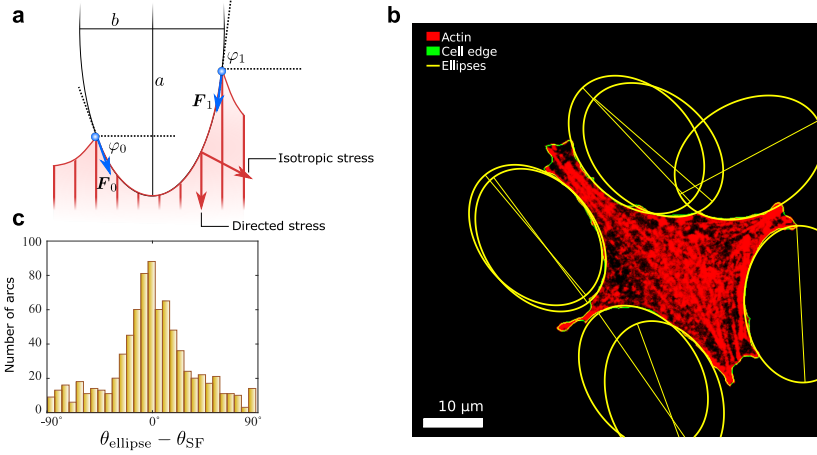 a
b
φ₁
a
F₁
φ₀
F₀
Isotropic stress
Directed stress
b
Actin
Cell edge
Ellipses
10 μm
c
Number of arcs
100
80
60
40
20
0
-90° 0° 90°
θellipse − θSF